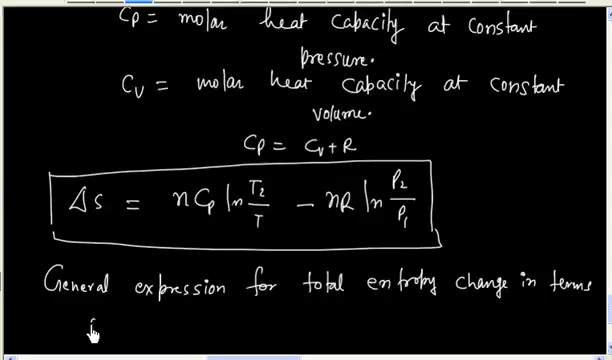 Cp = molar heat capacity at constant
pressure.
Cv = molar heat capacity at constant
volume.
Cp = Cv + R
ΔS = nCp ln T2/T - nR ln P2/P1
General expression for total entropy change in terms